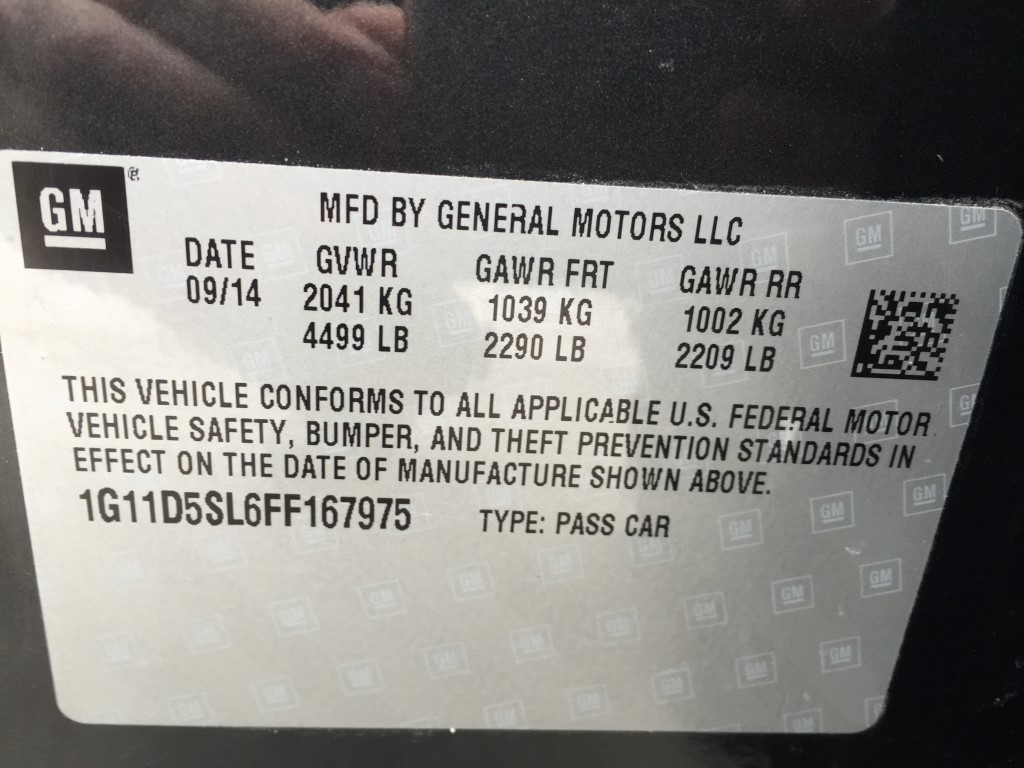 GM
MFD BY GENERAL MOTORS LLC
DATE GVWR GAWR FRT GAWR RR
09/14 2041 KG 1039 KG 1002 KG
4499 LB 2290 LB 2209 LB
THIS VEHICLE CONFORMS TO ALL APPLICABLE U.S. FEDERAL MOTOR
VEHICLE SAFETY, BUMPER, AND THEFT PREVENTION STANDARDS IN
EFFECT ON THE DATE OF MANUFACTURE SHOWN ABOVE.
1G11D5SL6FF167975 TYPE: PASS CAR